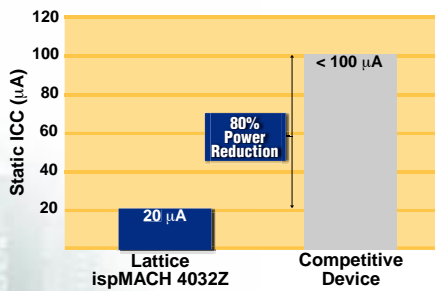 Static ICC (µA)
120
100
80
60
40
20
< 100 µA
80%
Power
Reduction
20 µA
Lattice
ispMACH 4032Z
Competitive
Device